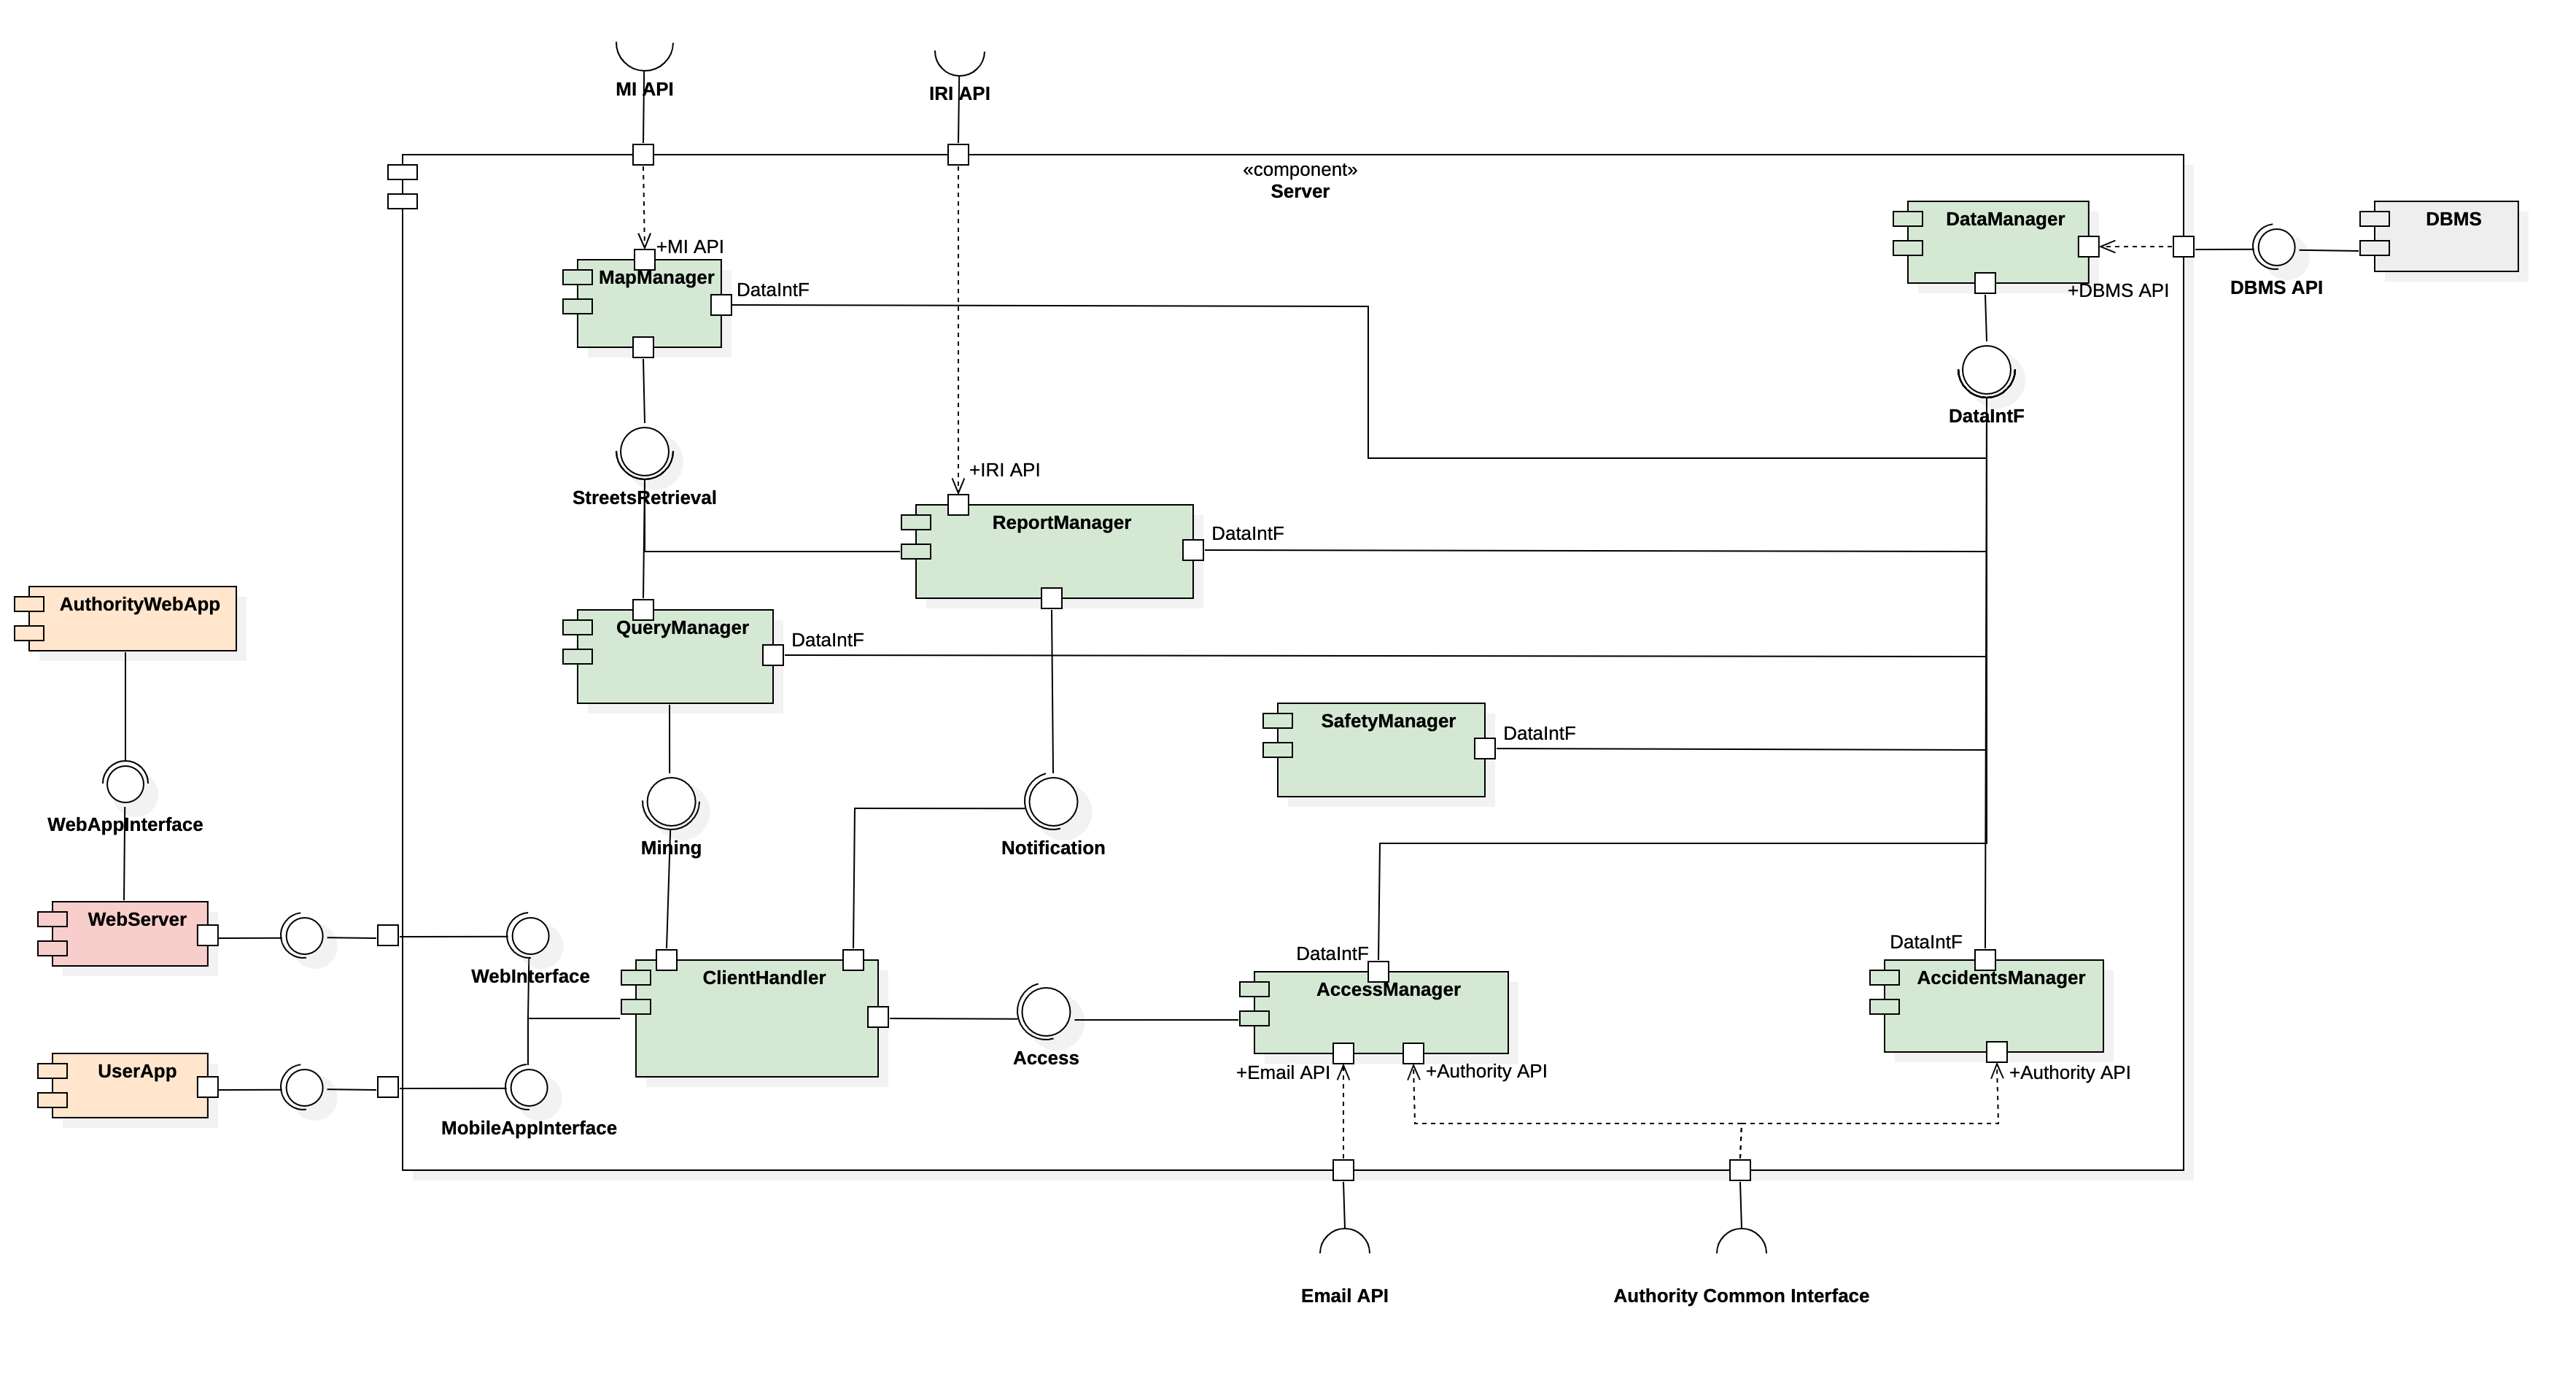 MI API
IRI API
«component»
Server
DataManager
DBMS
+MI API
MapManager
DataIntF
+DBMS API
DBMS API
DataIntF
+IRI API
StreetsRetrieval
ReportManager
DataIntF
AuthorityWebApp
QueryManager
DataIntF
SafetyManager
DataIntF
WebAppInterface
Mining
Notification
WebServer
WebInterface
ClientHandler
DataIntF
AccessManager
DataIntF
AccidentsManager
Access
UserApp
+Email API
+Authority API
+Authority API
MobileAppInterface
Email API
Authority Common Interface